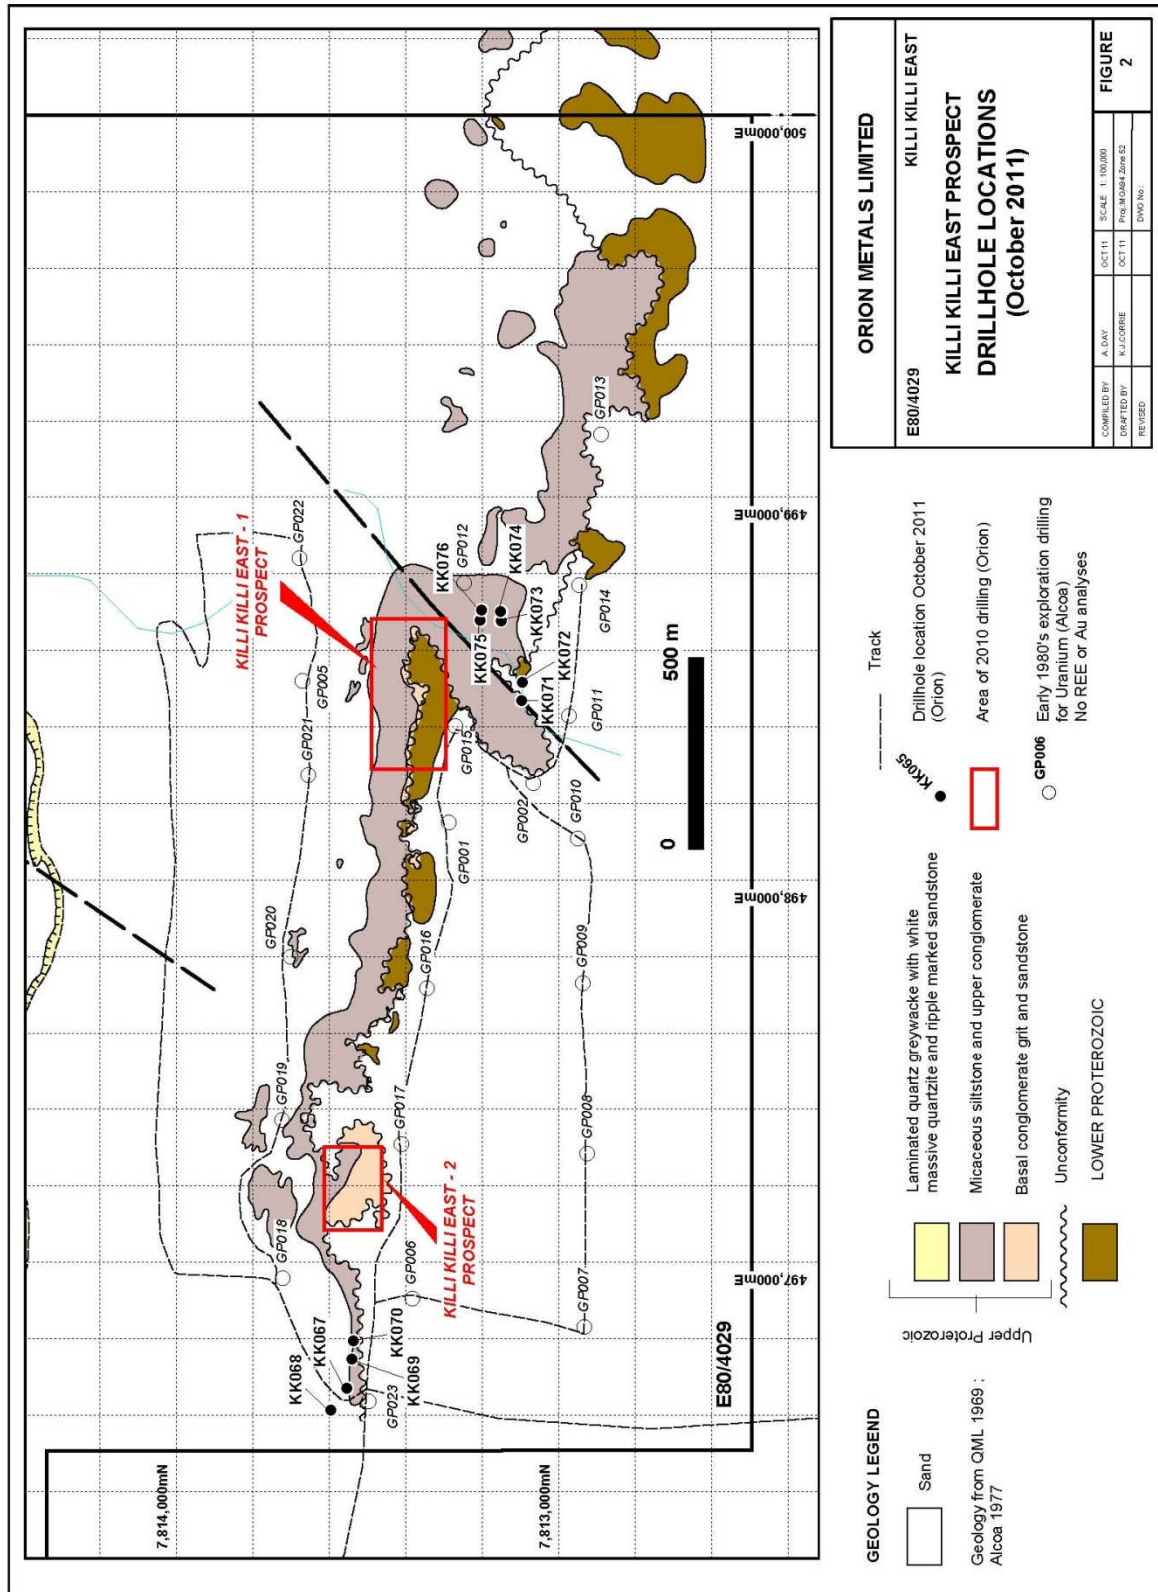 KILLI KILLI EAST - 1
PROSPECT
KILLI KILLI EAST - 2
PROSPECT
GP022
GP005
GP021
GP020
GP019
GP018
KK076
GP012
KK074
KK075
KK073
KK072
KK071
GP014
GP011
GP015
GP002
GP010
GP001
GP016
GP009
GP017
GP008
GP006
GP007
GP013
KK068
KK067
KK070
KK069
GP023
E80/4029
7,814,000mN
7,813,000mN
497,000mE
498,000mE
499,000mE
500,000mE
0
500 m
GEOLOGY LEGEND
Sand
Geology from QML 1969 ;
Alcoa 1977
Upper Proterozoic
Laminated quartz greywacke with white
massive quartzite and ripple marked sandstone
Micaceous siltstone and upper conglomerate
Basal conglomerate grit and sandstone
Unconformity
LOWER PROTEROZOIC
Track
KK065
Drillhole location October 2011
(Orion)
Area of 2010 drilling (Orion)
GP006
Early 1980's exploration drilling
for Uranium (Alcoa)
No REE or Au analyses
ORION METALS LIMITED
E80/4029
KILLI KILLI EAST
KILLI KILLI EAST PROSPECT
DRILLHOLE LOCATIONS
(October 2011)
COMPILED BY
A. DAY
OCT 11
SCALE 1: 100,000
DRAFTED BY
K.J.CORRIE
OCT 11
Proj:MGA94 Zone 52
REVISED
DWG No :
FIGURE
2